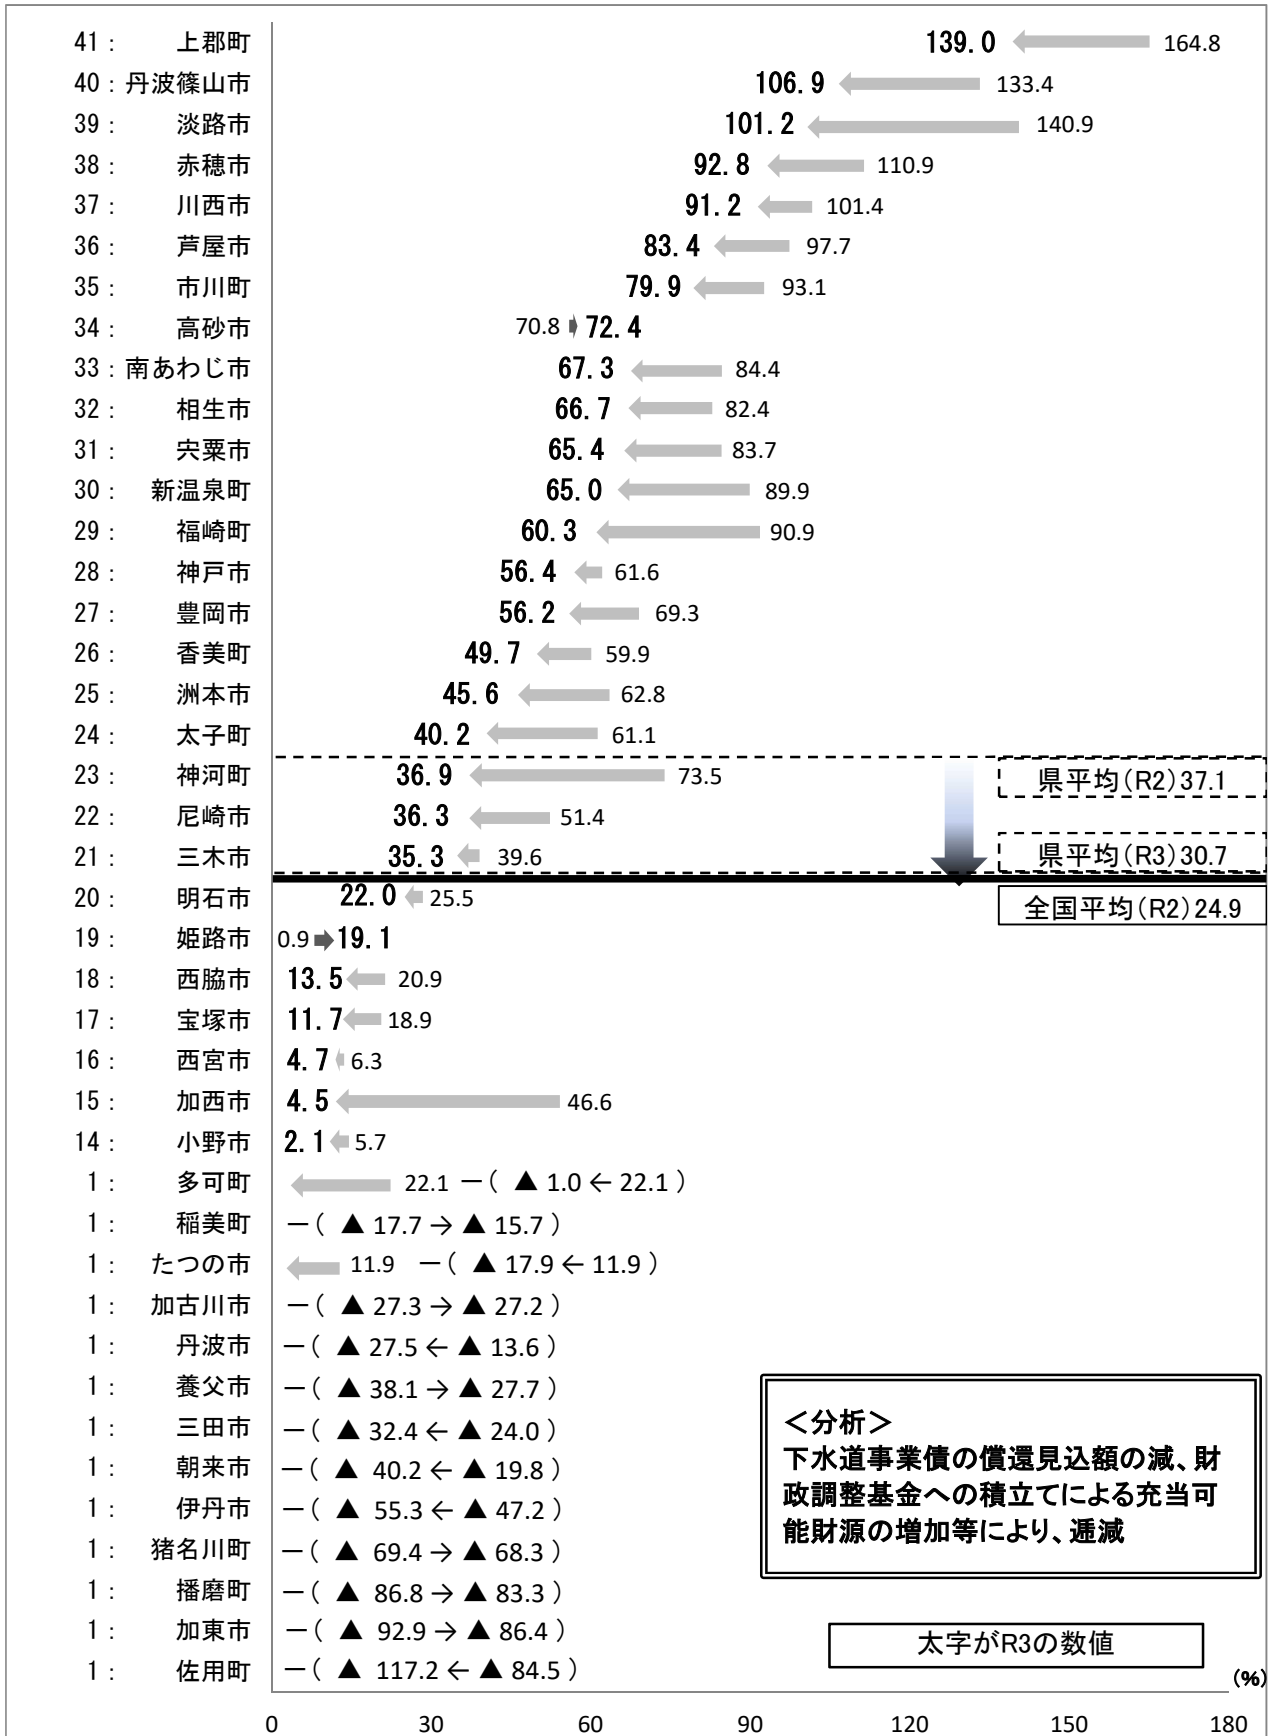 41： 上郡町 139.0 164.8
40：丹波篠山市 106.9 133.4
39： 淡路市 101.2 140.9
38： 赤穂市 92.8 110.9
37： 川西市 91.2 101.4
36： 芦屋市 83.4 97.7
35： 市川町 79.9 93.1
34： 高砂市 70.8 72.4
33：南あわじ市 67.3 84.4
32： 相生市 66.7 82.4
31： 宍粟市 65.4 83.7
30： 新温泉町 65.0 89.9
29： 福崎町 60.3 90.9
28： 神戸市 56.4 61.6
27： 豊岡市 56.2 69.3
26： 香美町 49.7 59.9
25： 洲本市 45.6 62.8
24： 太子町 40.2 61.1
23： 神河町 36.9 73.5 県平均（R2）37.1
22： 尼崎市 36.3 51.4
21： 三木市 35.3 39.6 県平均（R3）30.7
20： 明石市 22.0 25.5 全国平均（R2）24.9
19： 姫路市 0.9 19.1
18： 西脇市 13.5 20.9
17： 宝塚市 11.7 18.9
16： 西宮市 4.7 6.3
15： 加西市 4.5 46.6
14： 小野市 2.1 5.7
1： 多可町 22.1 －（ ▲ 1.0 ← 22.1 ）
1： 稲美町 －（ ▲ 17.7 → ▲ 15.7 ）
1： たつの市 11.9 －（ ▲ 17.9 ← 11.9 ）
1： 加古川市 －（ ▲ 27.3 → ▲ 27.2 ）
1： 丹波市 －（ ▲ 27.5 ← ▲ 13.6 ）
1： 養父市 －（ ▲ 38.1 → ▲ 27.7 ）
1： 三田市 －（ ▲ 32.4 ← ▲ 24.0 ）
1： 朝来市 －（ ▲ 40.2 ← ▲ 19.8 ）
1： 伊丹市 －（ ▲ 55.3 ← ▲ 47.2 ）
1： 猪名川町 －（ ▲ 69.4 → ▲ 68.3 ）
1： 播磨町 －（ ▲ 86.8 → ▲ 83.3 ）
1： 加東市 －（ ▲ 92.9 → ▲ 86.4 ）
1： 佐用町 －（ ▲ 117.2 ← ▲ 84.5 ）
＜分析＞
下水道事業債の償還見込額の減、財
政調整基金への積立てによる充当可
能財源の増加等により、逓減
太字がR3の数値
(%)
0 30 60 90 120 150 180